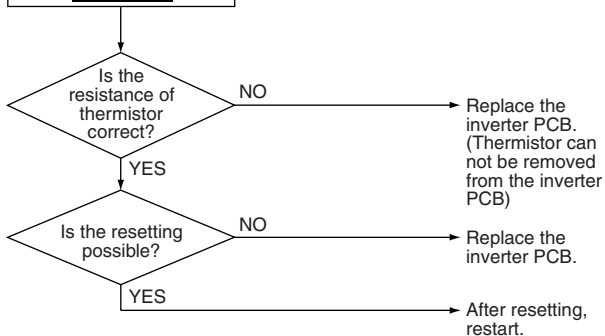 Is the
resistance of
thermistor
correct?
NO
Replace the
inverter PCB.
(Thermistor can
not be removed
from the inverter
PCB)
YES
Is the resetting
possible?
NO
Replace the
inverter PCB.
YES
After resetting,
restart.